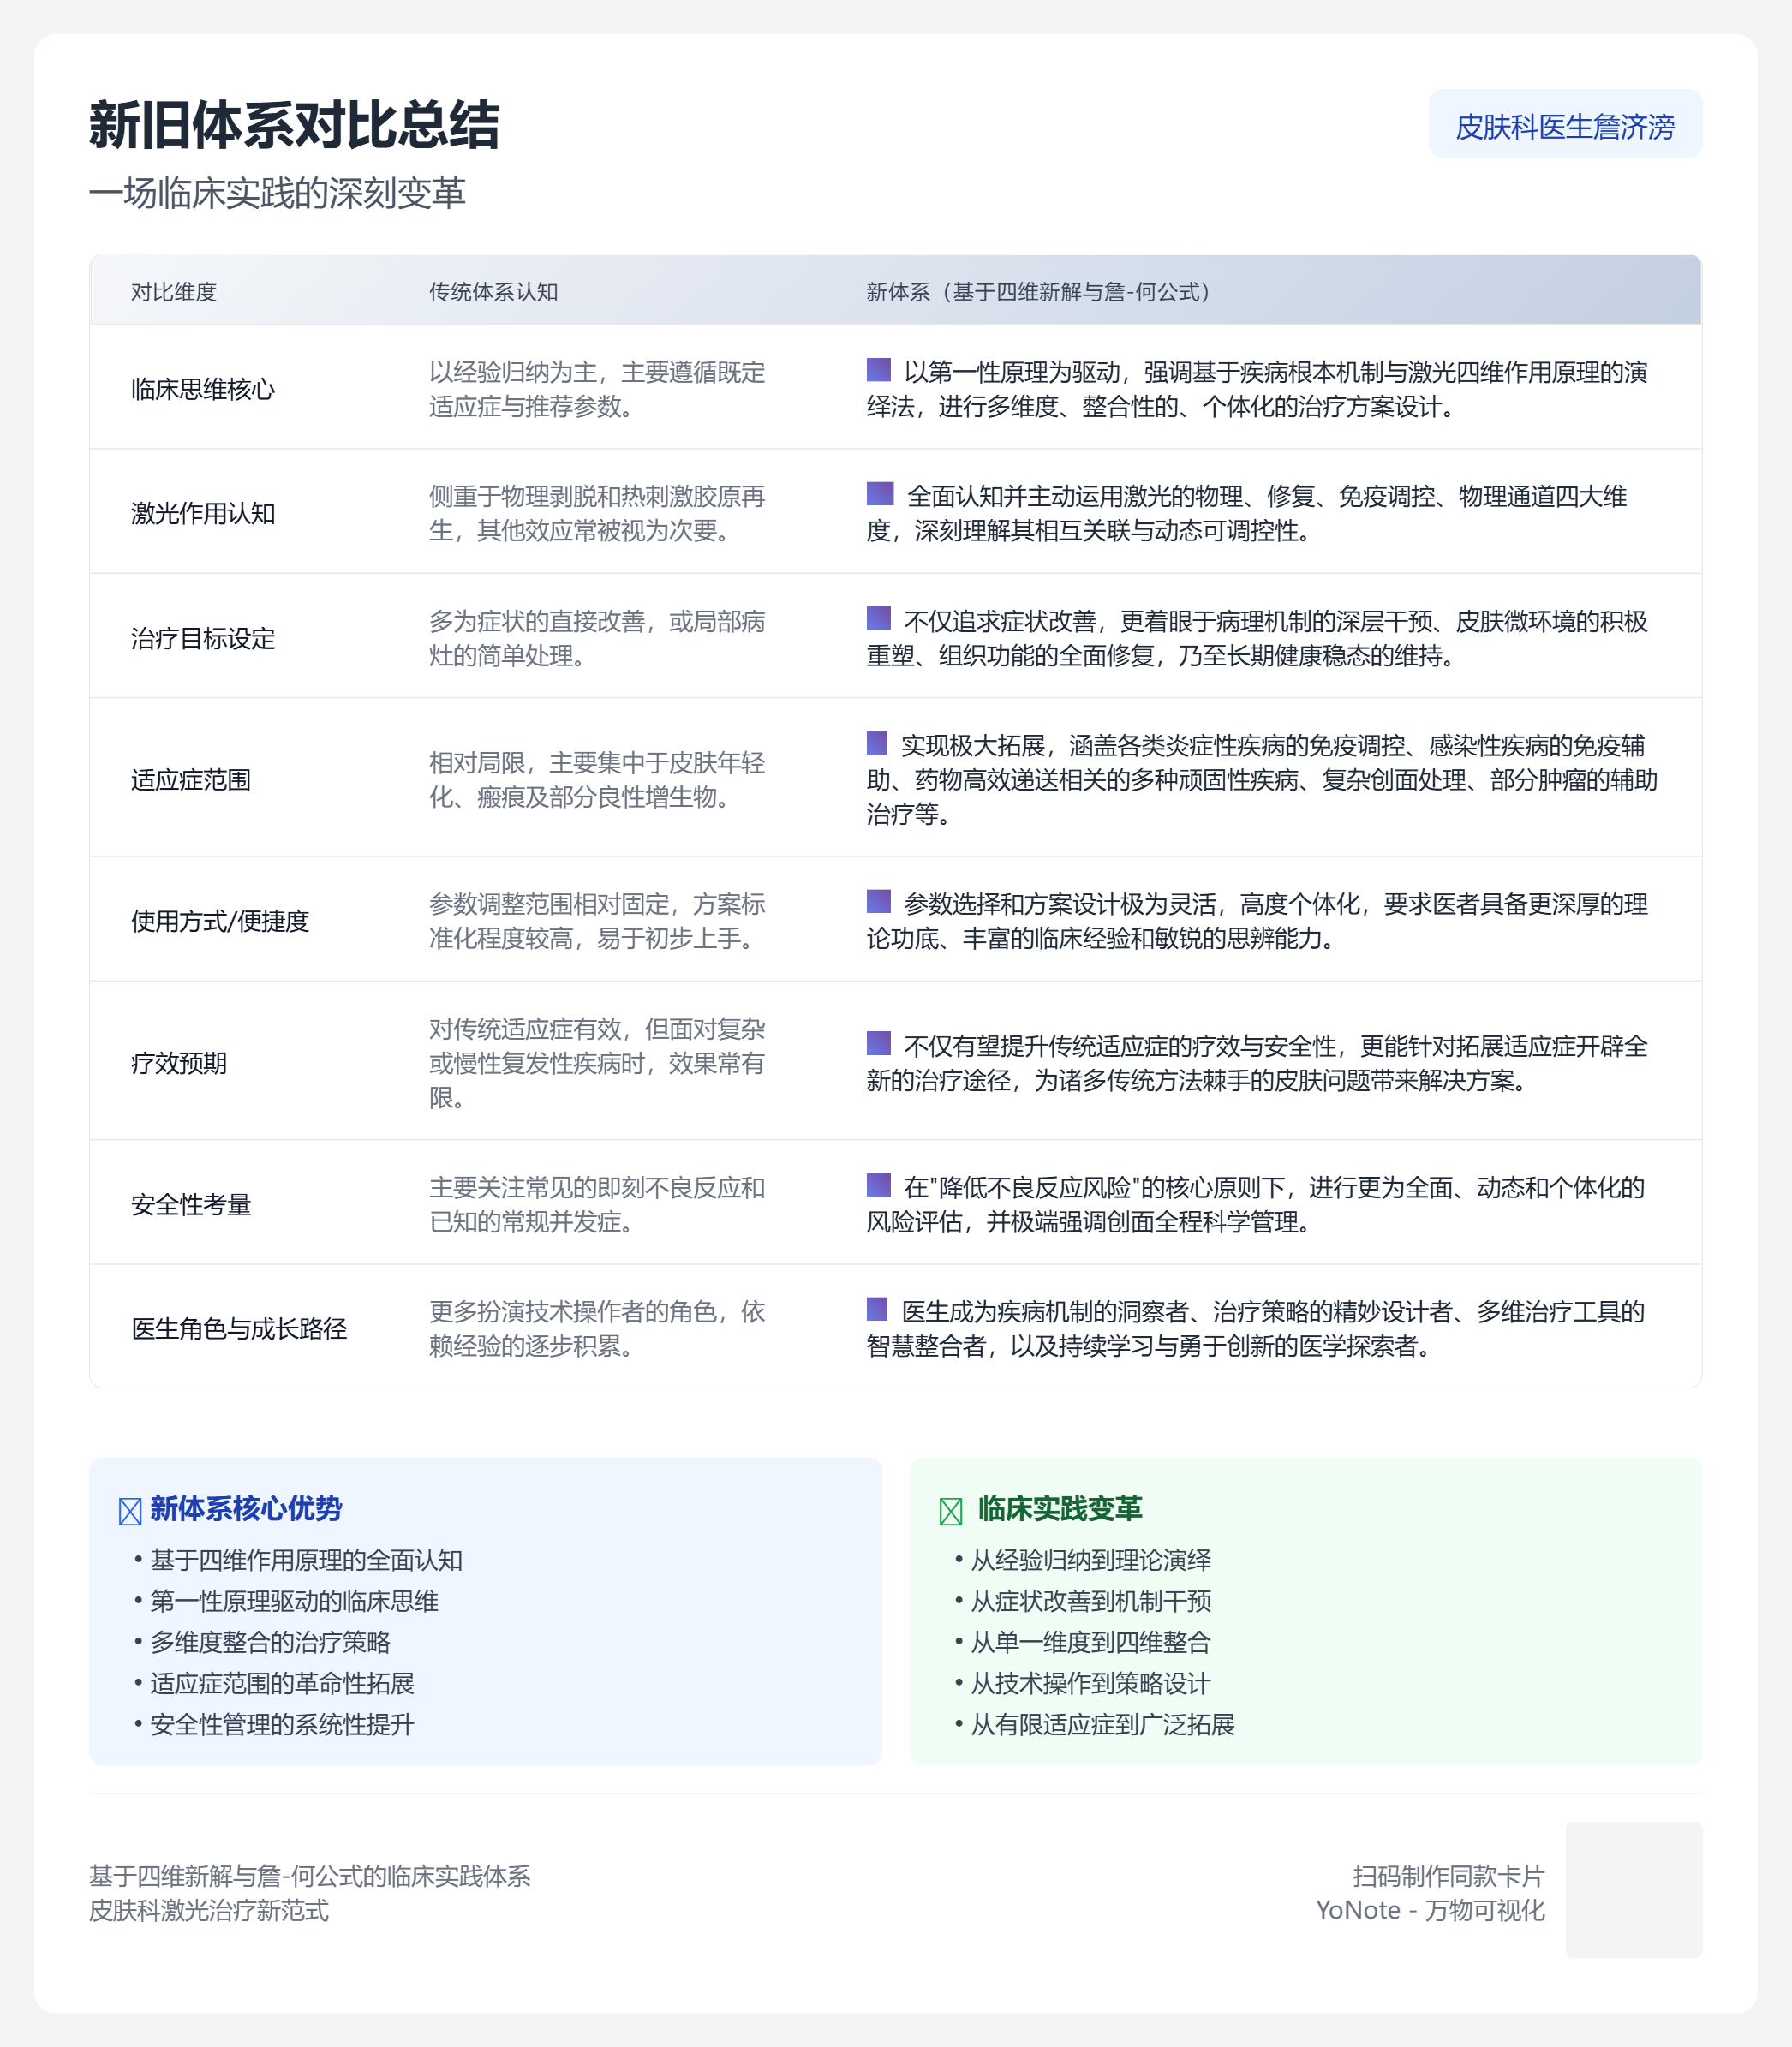 新旧体系对比总结
皮肤科医生詹济滂
一场临床实践的深刻变革
对比维度
传统体系认知
新体系（基于四维新解与詹-何公式）
临床思维核心
以经验归纳为主，主要遵循既定
适应症与推荐参数。
以第一性原理为驱动，强调基于疾病根本机制与激光四维作用原理的演
绎法，进行多维度、整合性的、个体化的治疗方案设计。
激光作用认知
侧重于物理剥脱和热刺激胶原再
生，其他效应常被视为次要。
全面认知并主动运用激光的物理、修复、免疫调控、物理通道四大维
度，深刻理解其相互关联与动态可调控性。
治疗目标设定
多为症状的直接改善，或局部病
灶的简单处理。
不仅追求症状改善，更着眼于病理机制的深层干预、皮肤微环境的积极
重塑、组织功能的全面修复，乃至长期健康稳态的维持。
适应症范围
相对局限，主要集中于皮肤年轻
化、瘢痕及部分良性增生物。
实现极大拓展，涵盖各类炎症性疾病的免疫调控、感染性疾病的免疫辅
助、药物高效递送相关的多种顽固性疾病、复杂创面处理、部分肿瘤的辅助
治疗等。
使用方式/便捷度
参数调整范围相对固定，方案标
准化程度较高，易于初步上手。
参数选择和方案设计极为灵活，高度个体化，要求医者具备更深厚的理
论功底、丰富的临床经验和敏锐的思辨能力。
疗效预期
对传统适应症有效，但面对复杂
或慢性复发性疾病时，效果常有
限。
不仅有望提升传统适应症的疗效与安全性，更能针对拓展适应症开辟全
新的治疗途径，为诸多传统方法棘手的皮肤问题带来解决方案。
安全性考量
主要关注常见的即刻不良反应和
已知的常规并发症。
在"降低不良反应风险"的核心原则下，进行更为全面、动态和个体化的
风险评估，并极端强调创面全程科学管理。
医生角色与成长路径
更多扮演技术操作者的角色，依
赖经验的逐步积累。
医生成为疾病机制的洞察者、治疗策略的精妙设计者、多维治疗工具的
智慧整合者，以及持续学习与勇于创新的医学探索者。
新体系核心优势
• 基于四维作用原理的全面认知
• 第一性原理驱动的临床思维
• 多维度整合的治疗策略
• 适应症范围的革命性拓展
• 安全性管理的系统性提升
临床实践变革
• 从经验归纳到理论演绎
• 从症状改善到机制干预
• 从单一维度到四维整合
• 从技术操作到策略设计
• 从有限适应症到广泛拓展
基于四维新解与詹-何公式的临床实践体系
皮肤科激光治疗新范式
扫码制作同款卡片
YoNote - 万物可视化